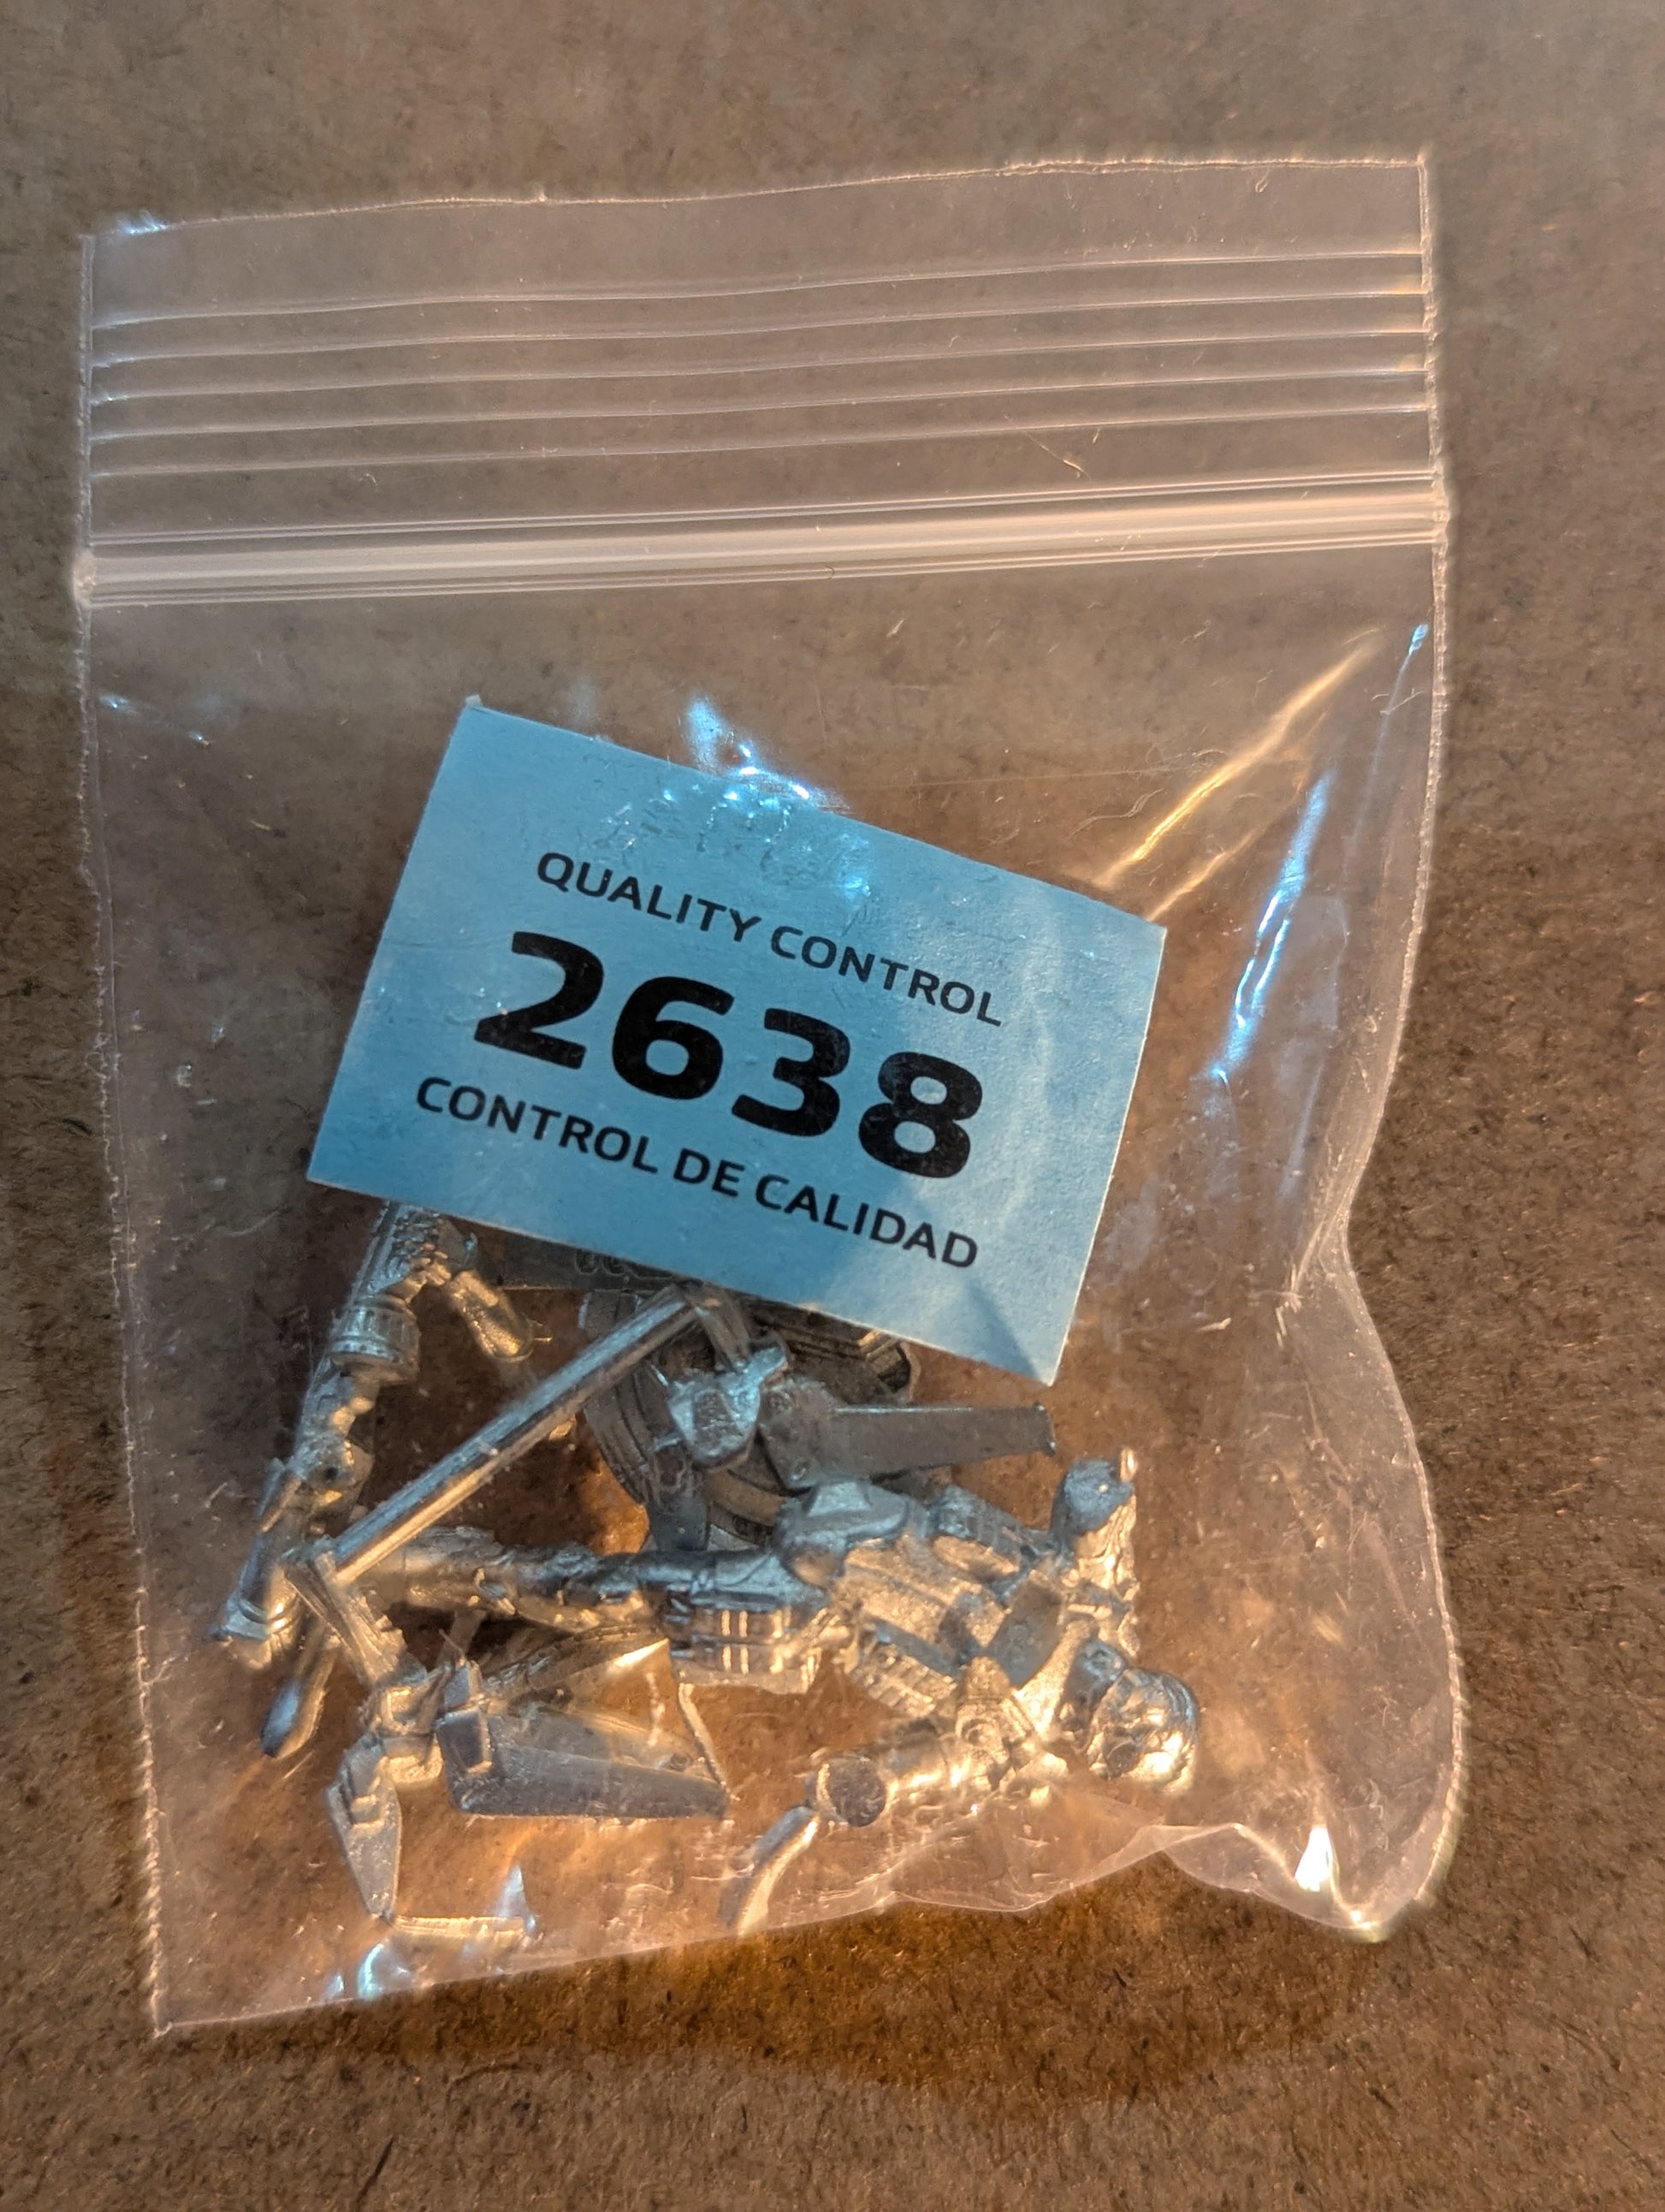 QUALITY CONTROL
2638
CONTROL DE CALIDAD